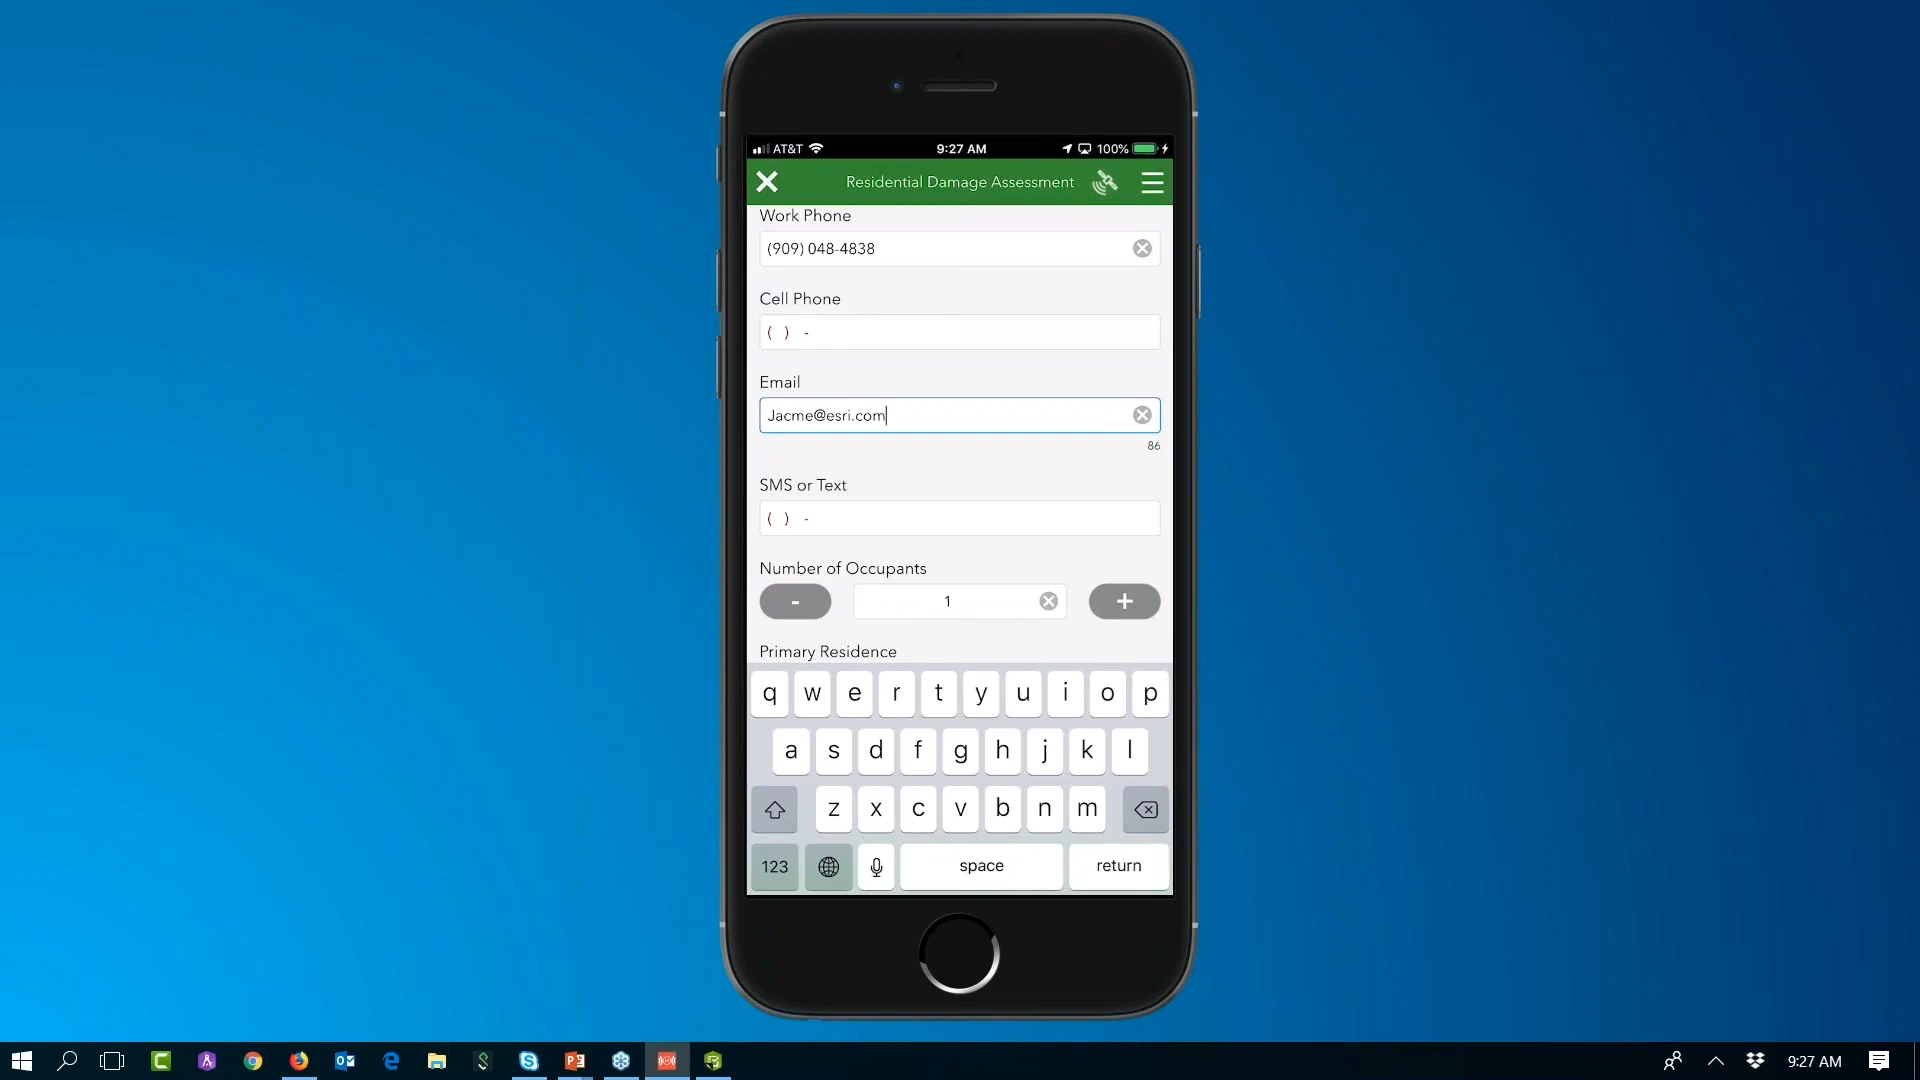 AT&T 9:27 AM 100%
Residential Damage Assessment
Work Phone
(909) 048-4838
Cell Phone
( ) -
Email
Jacme@esri.com
86
SMS or Text
( ) -
Number of Occupants
- 1 +
Primary Residence
q w e r t y u i o p
a s d f g h j k l
z x c v b n m
123 space return
9:27 AM